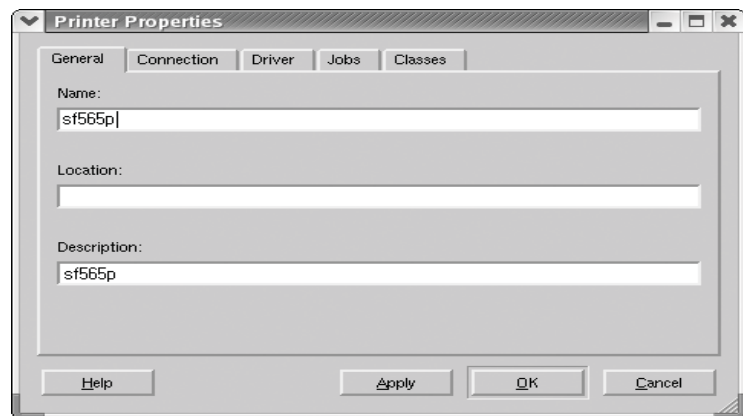 Printer Properties
General Connection Driver Jobs Classes
Name:
sf565p
Location:
Description:
sf565p
Help Apply OK Cancel